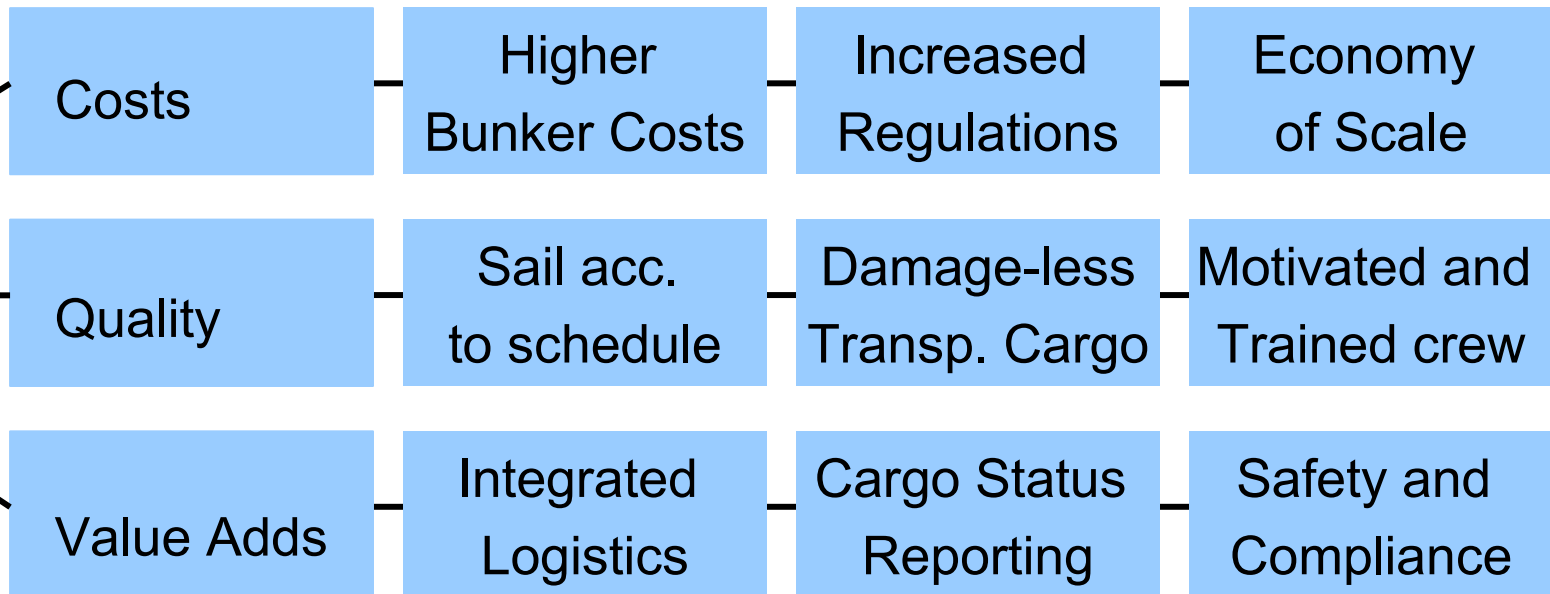 Costs
Higher
Bunker Costs
Increased
Regulations
Economy
of Scale
Quality
Sail acc.
to schedule
Damage-less
Transp. Cargo
Motivated and
Trained crew
Value Adds
Integrated
Logistics
Cargo Status
Reporting
Safety and
Compliance